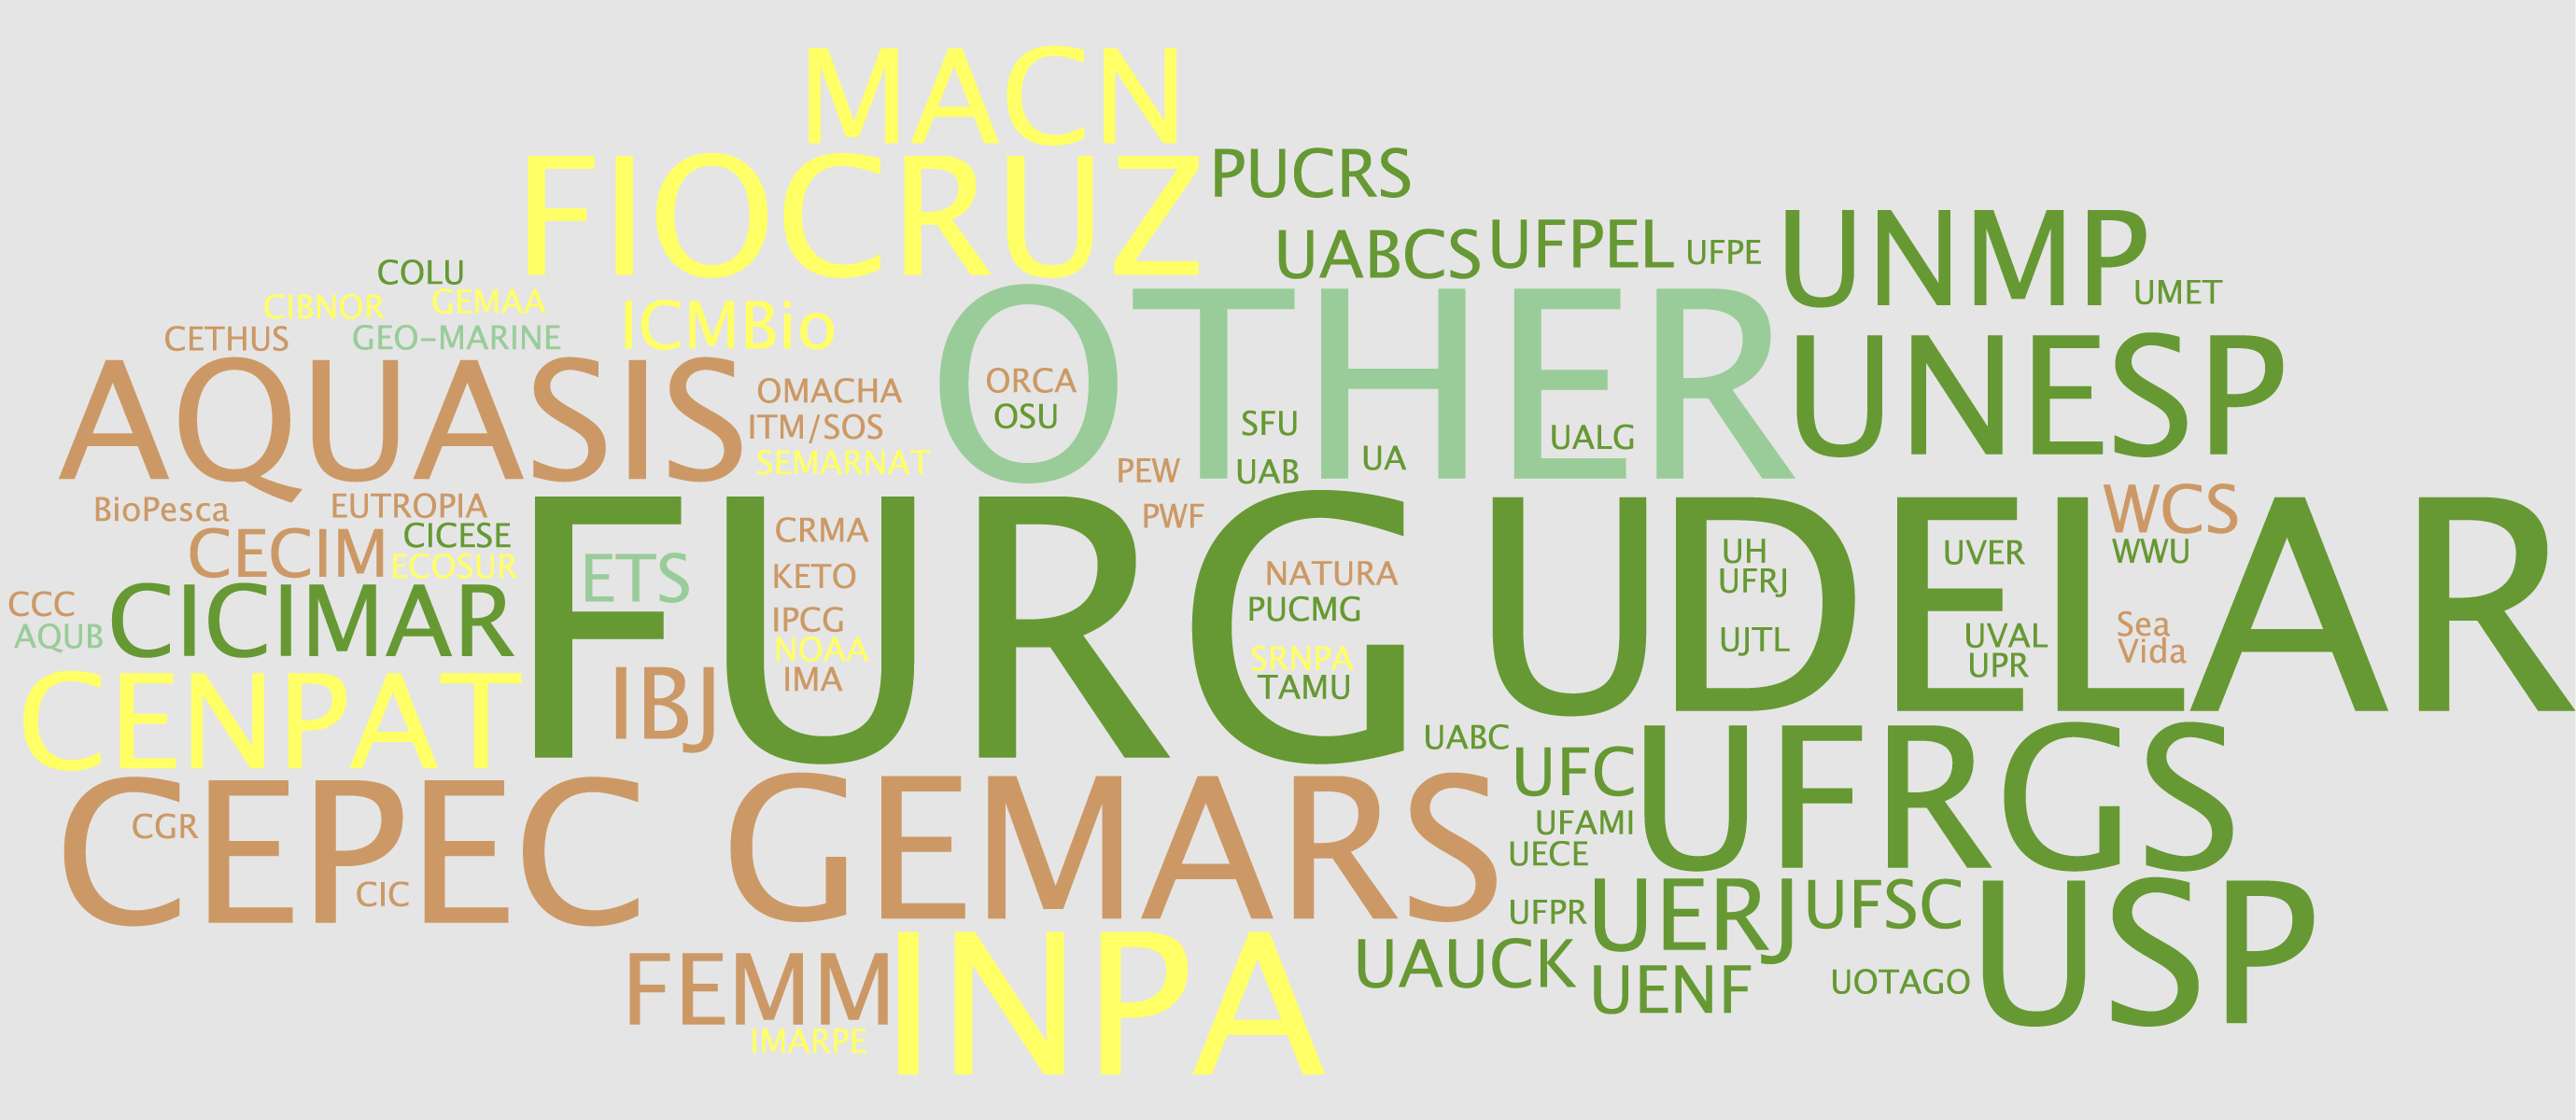 MACN
FIOCRUZ
PUCRS
UABCS
UFPEL
UFPE
UNMP
UMET
COLU
CIBNOR
GEMAA
CETHUS
GEO-MARINE
ICMBio
OTHER
UNESP
AQUASIS
OMACHA
ITM/SOS
SEMARNAT
ORCA
OSU
SFU
UAB
UA
UALG
PEW
PWF
BioPesca
EUTROPIA
CECIM
CICESE
ECOSUR
FURG
ETS
CRMA
KETO
IPCG
NOAA
IMA
IBJ
NATURA
PUCMG
SRNPA
TAMU
UDELAR
UH
UFRJ
UJTL
UVER
UVAL
UPR
WCS
WWU
Sea
Vida
CCC
AQUB
CICIMAR
CENPAT
UABC
UFC
UFRGS
UFAMI
UECE
CEPEC
CGR
CIC
GEMARS
UFPR
UERJ
UFSC
USP
UAUCK
UENF
UOTAGO
FEMM
IMARPE
INPA